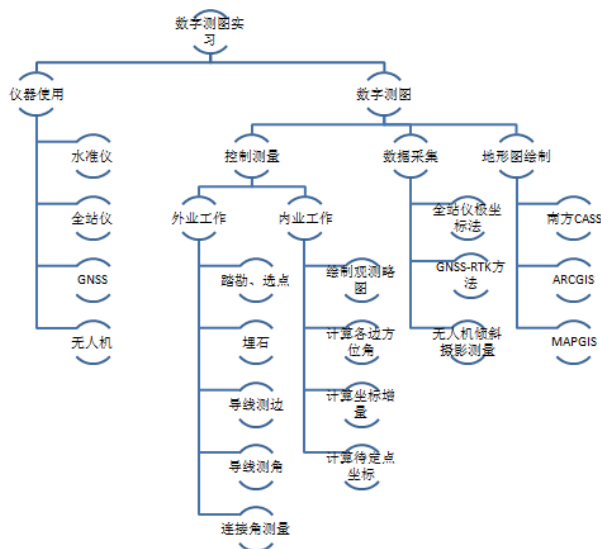 数字测图实
习
仪器使用
数字测图
水准仪
全站仪
GNSS
无人机
控制测量
数据采集
地形图绘制
外业工作
内业工作
踏勘、选点
埋石
导线测边
导线测角
连接角测量
绘制观测略
图
计算各边方
位角
计算坐标增
量
计算待定点
坐标
全站仪极坐
标法
GNSS-RTK方
法
无人机倾斜
摄影测量
南方CASS
ARCGIS
MAPGIS